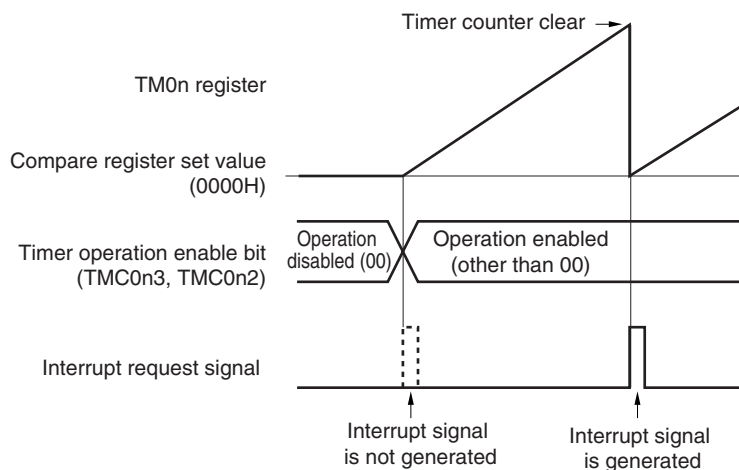 Timer counter clear
TM0n register
Compare register set value
(0000H)
Timer operation enable bit
(TMC0n3, TMC0n2)
Operation
disabled (00)
Operation enabled
(other than 00)
Interrupt request signal
Interrupt signal
is not generated
Interrupt signal
is generated